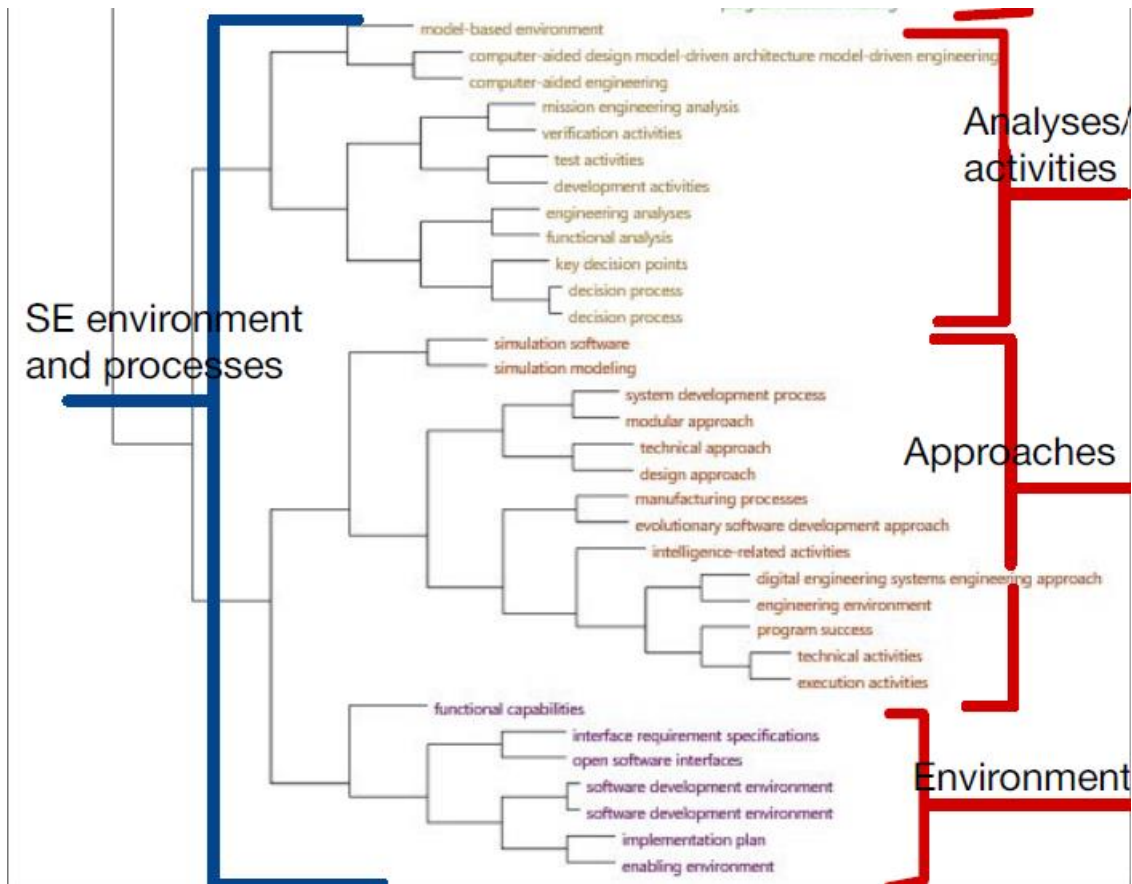 model-based environment
computer-aided design model-driven architecture model-driven engineering
computer-aided engineering
mission engineering analysis
verification activities
test activities
development activities
engineering analyses
functional analysis
key decision points
decision process
decision process
Analyses/
activities
SE environment
and processes
simulation software
simulation modeling
system development process
modular approach
technical approach
design approach
manufacturing processes
evolutionary software development approach
intelligence-related activities
digital engineering systems engineering approach
engineering environment
program success
technical activities
execution activities
Approaches
functional capabilities
interface requirement specifications
open software interfaces
software development environment
software development environment
implementation plan
enabling environment
Environment